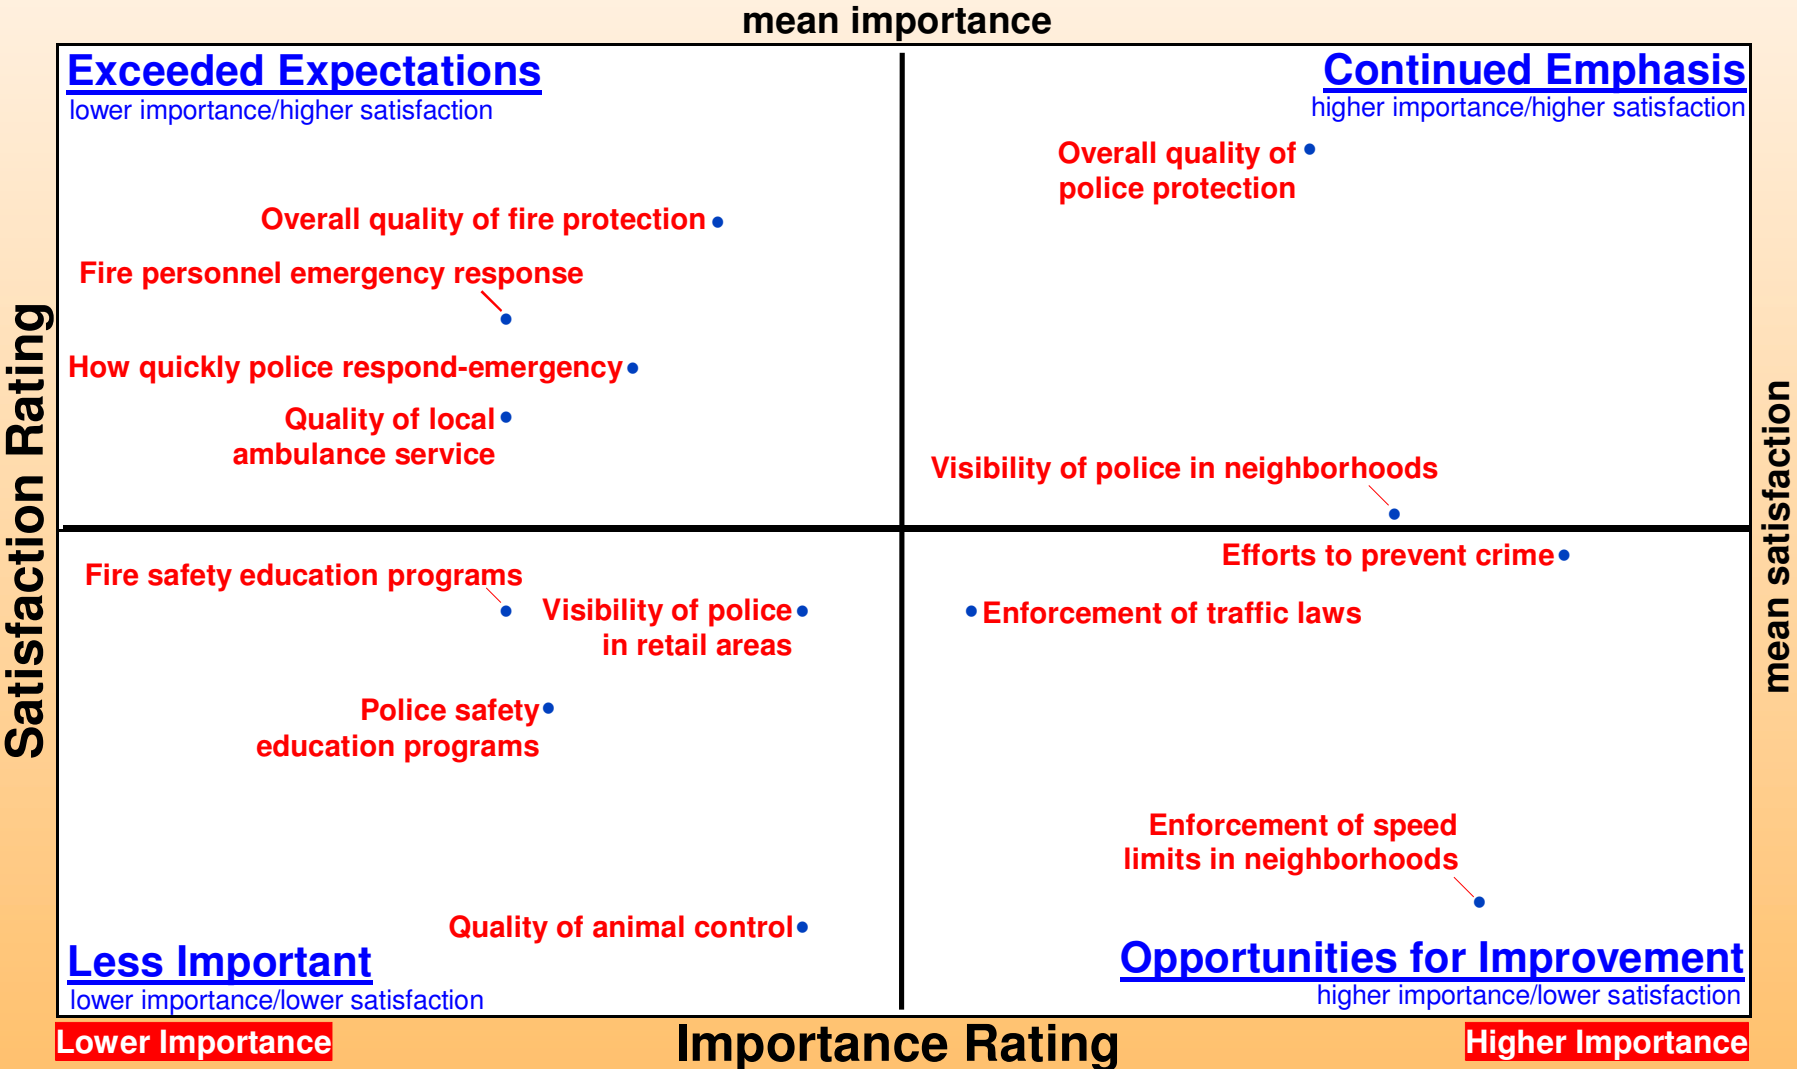 mean importance
Exceeded Expectations
lower importance/higher satisfaction
Continued Emphasis
higher importance/higher satisfaction
Overall quality of
police protection
Overall quality of fire protection
Fire personnel emergency response
How quickly police respond-emergency
Quality of local
ambulance service
Visibility of police in neighborhoods
Satisfaction Rating
mean satisfaction
Efforts to prevent crime
Fire safety education programs
Visibility of police
in retail areas
Enforcement of traffic laws
Police safety
education programs
Enforcement of speed
limits in neighborhoods
Quality of animal control
Less Important
lower importance/lower satisfaction
Opportunities for Improvement
higher importance/lower satisfaction
Lower Importance
Importance Rating
Higher Importance